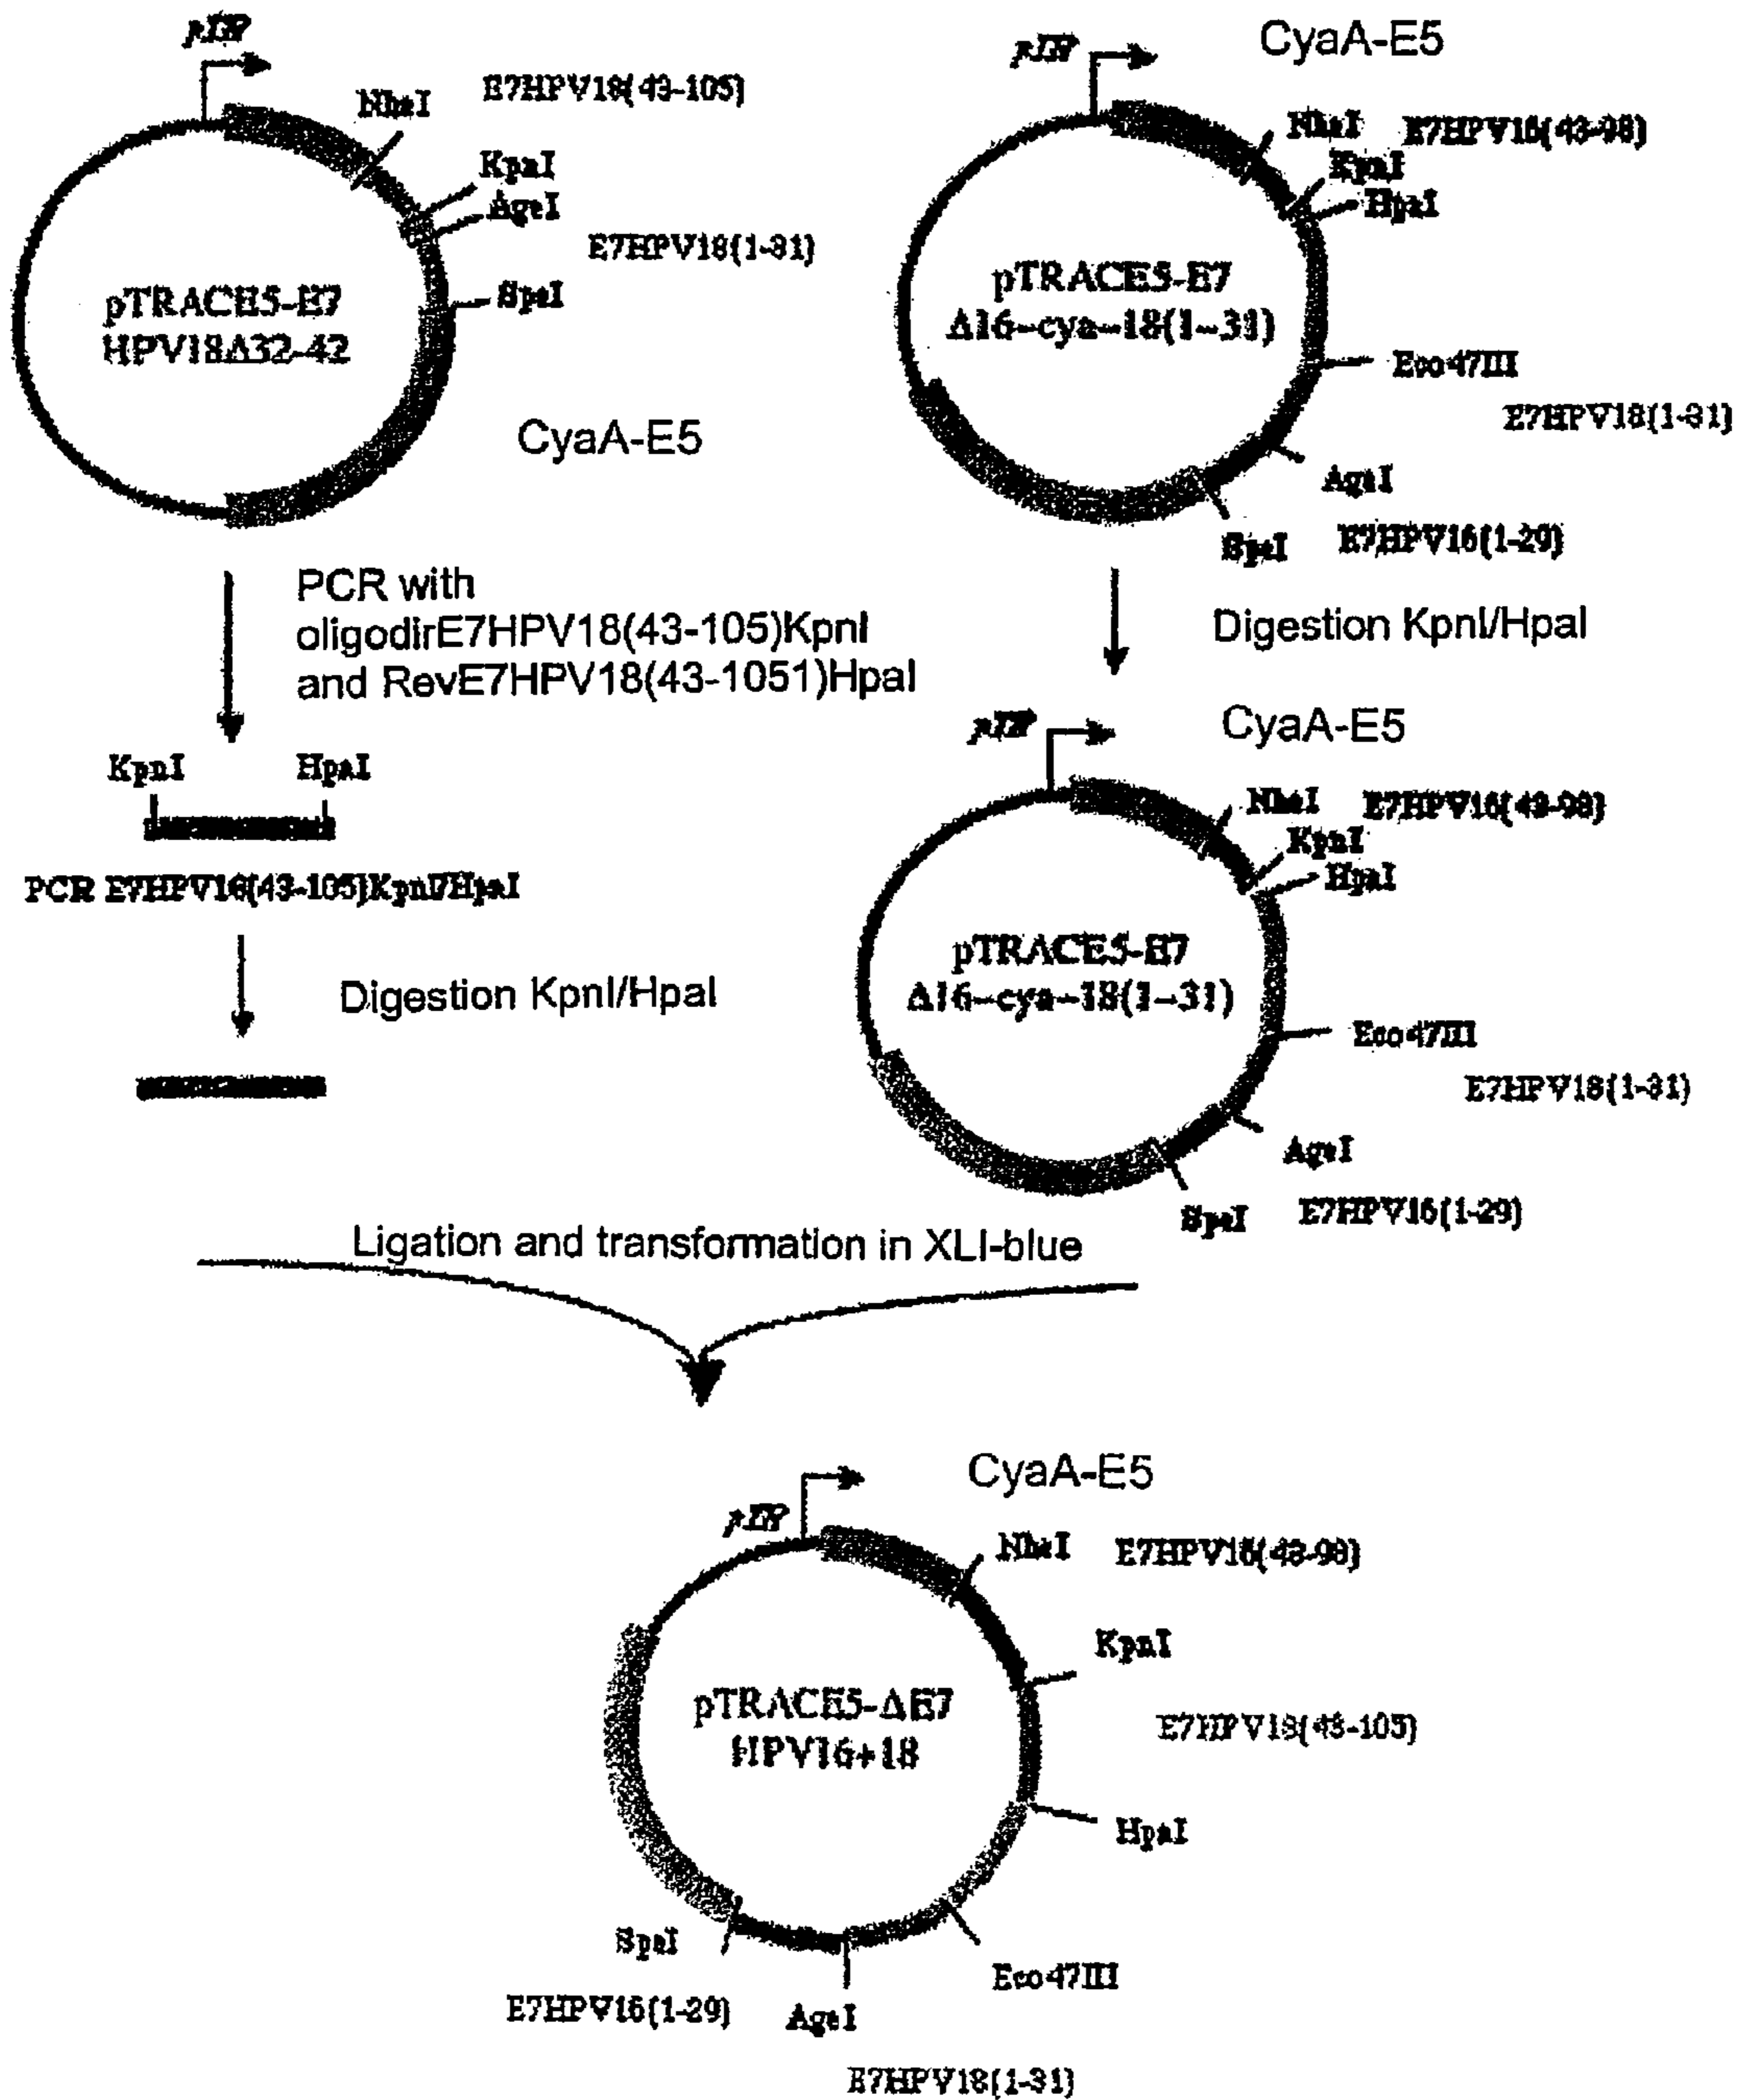 CyaA-E5
NheI
E7HPV18(43-105)
KpnI
AgeI
E7HPV18(1-31)
SpeI
pTRACE5-E7
HPV18Δ32-42
CyaA-E5
NheI
E7HPV16(43-98)
KpnI
HpaI
pTRACE5-E7
Δ16-cya-18(1-31)
Eco47III
E7HPV18(1-31)
AgeI
SpeI
E7HPV16(1-29)
PCR with
oligodirE7HPV18(43-105)KpnI
and RevE7HPV18(43-1051)HpaI
Digestion KpnI/HpaI
KpnI
HpaI
PCR E7HPV16(43-105)KpnI/HpaI
Digestion KpnI/HpaI
CyaA-E5
NheI
E7HPV16(43-98)
KpnI
HpaI
pTRACE5-E7
Δ16-cya-18(1-31)
Eco47III
E7HPV18(1-31)
AgeI
SpeI
E7HPV16(1-29)
Ligation and transformation in XLI-blue
CyaA-E5
NheI
E7HPV16(43-98)
KpnI
pTRACE5-ΔE7
HPV16+18
E7HPV18(43-105)
HpaI
SpeI
Eco47III
E7HPV16(1-29)
AgeI
E7HPV18(1-31)